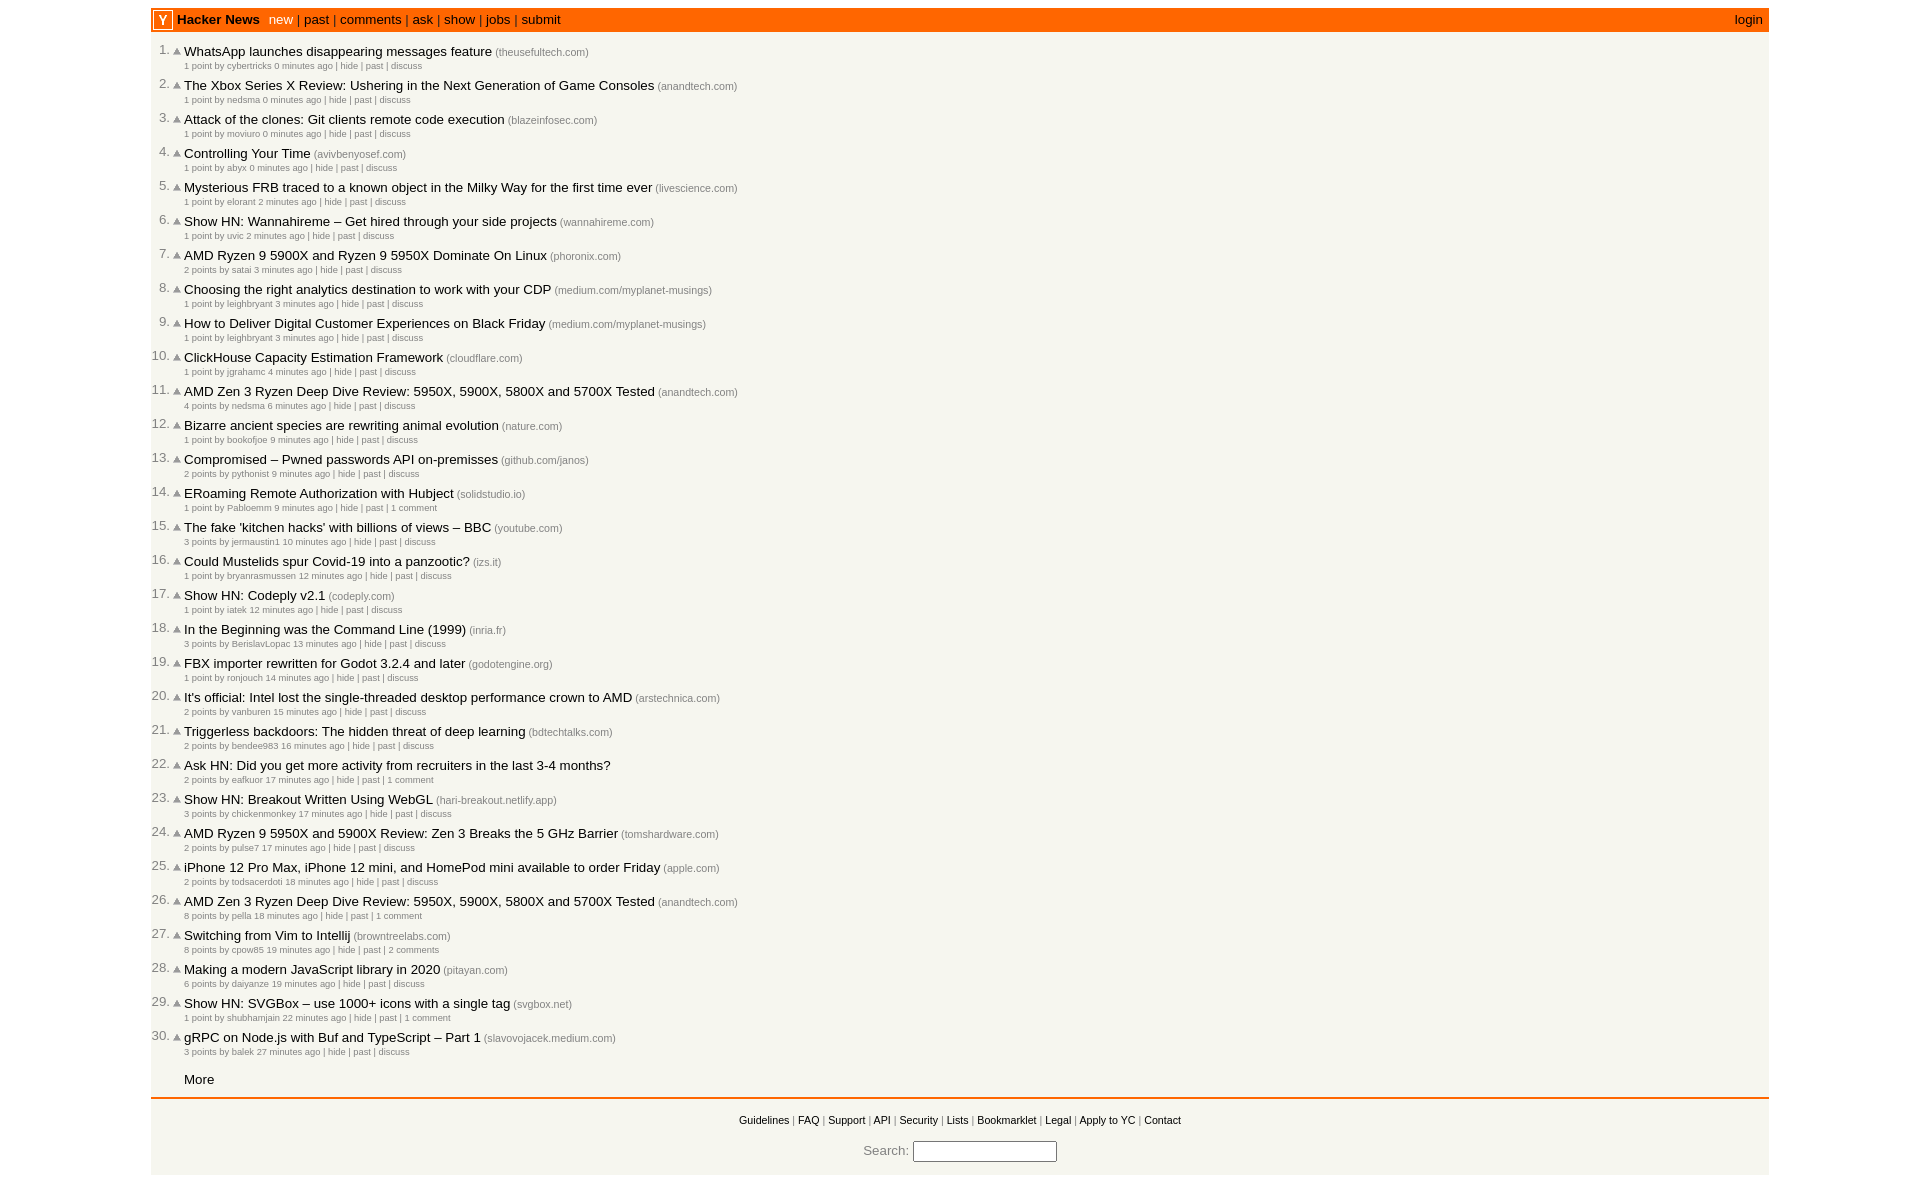 Y Hacker News new | past | comments | ask | show | jobs | submit login
1. WhatsApp launches disappearing messages feature (theusefultech.com)
1 point by cybertricks 0 minutes ago | hide | past | discuss
2. The Xbox Series X Review: Ushering in the Next Generation of Game Consoles (anandtech.com)
1 point by nedsma 0 minutes ago | hide | past | discuss
3. Attack of the clones: Git clients remote code execution (blazeinfosec.com)
1 point by moviuro 0 minutes ago | hide | past | discuss
4. Controlling Your Time (avivbenyosef.com)
1 point by abyx 0 minutes ago | hide | past | discuss
5. Mysterious FRB traced to a known object in the Milky Way for the first time ever (livescience.com)
1 point by elorant 2 minutes ago | hide | past | discuss
6. Show HN: Wannahireme – Get hired through your side projects (wannahireme.com)
1 point by uvic 2 minutes ago | hide | past | discuss
7. AMD Ryzen 9 5900X and Ryzen 9 5950X Dominate On Linux (phoronix.com)
2 points by satai 3 minutes ago | hide | past | discuss
8. Choosing the right analytics destination to work with your CDP (medium.com/myplanet-musings)
1 point by leighbryant 3 minutes ago | hide | past | discuss
9. How to Deliver Digital Customer Experiences on Black Friday (medium.com/myplanet-musings)
1 point by leighbryant 3 minutes ago | hide | past | discuss
10. ClickHouse Capacity Estimation Framework (cloudflare.com)
1 point by jgrahamc 4 minutes ago | hide | past | discuss
11. AMD Zen 3 Ryzen Deep Dive Review: 5950X, 5900X, 5800X and 5700X Tested (anandtech.com)
4 points by nedsma 6 minutes ago | hide | past | discuss
12. Bizarre ancient species are rewriting animal evolution (nature.com)
1 point by bookofjoe 9 minutes ago | hide | past | discuss
13. Compromised – Pwned passwords API on-premisses (github.com/janos)
2 points by pythonist 9 minutes ago | hide | past | discuss
14. ERoaming Remote Authorization with Hubject (solidstudio.io)
1 point by Pabloemm 9 minutes ago | hide | past | 1 comment
15. The fake 'kitchen hacks' with billions of views – BBC (youtube.com)
3 points by jermaustin1 10 minutes ago | hide | past | discuss
16. Could Mustelids spur Covid-19 into a panzootic? (izs.it)
1 point by bryanrasmussen 12 minutes ago | hide | past | discuss
17. Show HN: Codeply v2.1 (codeply.com)
1 point by iatek 12 minutes ago | hide | past | discuss
18. In the Beginning was the Command Line (1999) (inria.fr)
3 points by BerislavLopac 13 minutes ago | hide | past | discuss
19. FBX importer rewritten for Godot 3.2.4 and later (godotengine.org)
1 point by ronjouch 14 minutes ago | hide | past | discuss
20. It's official: Intel lost the single-threaded desktop performance crown to AMD (arstechnica.com)
2 points by vanburen 15 minutes ago | hide | past | discuss
21. Triggerless backdoors: The hidden threat of deep learning (bdtechtalks.com)
2 points by bendee983 16 minutes ago | hide | past | discuss
22. Ask HN: Did you get more activity from recruiters in the last 3-4 months?
2 points by eafkuor 17 minutes ago | hide | past | 1 comment
23. Show HN: Breakout Written Using WebGL (hari-breakout.netlify.app)
3 points by chickenmonkey 17 minutes ago | hide | past | discuss
24. AMD Ryzen 9 5950X and 5900X Review: Zen 3 Breaks the 5 GHz Barrier (tomshardware.com)
2 points by pulse7 17 minutes ago | hide | past | discuss
25. iPhone 12 Pro Max, iPhone 12 mini, and HomePod mini available to order Friday (apple.com)
2 points by todsacerdoti 18 minutes ago | hide | past | discuss
26. AMD Zen 3 Ryzen Deep Dive Review: 5950X, 5900X, 5800X and 5700X Tested (anandtech.com)
8 points by pella 18 minutes ago | hide | past | 1 comment
27. Switching from Vim to Intellij (browntreelabs.com)
8 points by cpow85 19 minutes ago | hide | past | 2 comments
28. Making a modern JavaScript library in 2020 (pitayan.com)
6 points by daiyanze 19 minutes ago | hide | past | discuss
29. Show HN: SVGBox – use 1000+ icons with a single tag (svgbox.net)
1 point by shubhamjain 22 minutes ago | hide | past | 1 comment
30. gRPC on Node.js with Buf and TypeScript – Part 1 (slavovojacek.medium.com)
3 points by balek 27 minutes ago | hide | past | discuss
More
Guidelines | FAQ | Support | API | Security | Lists | Bookmarklet | Legal | Apply to YC | Contact
Search: